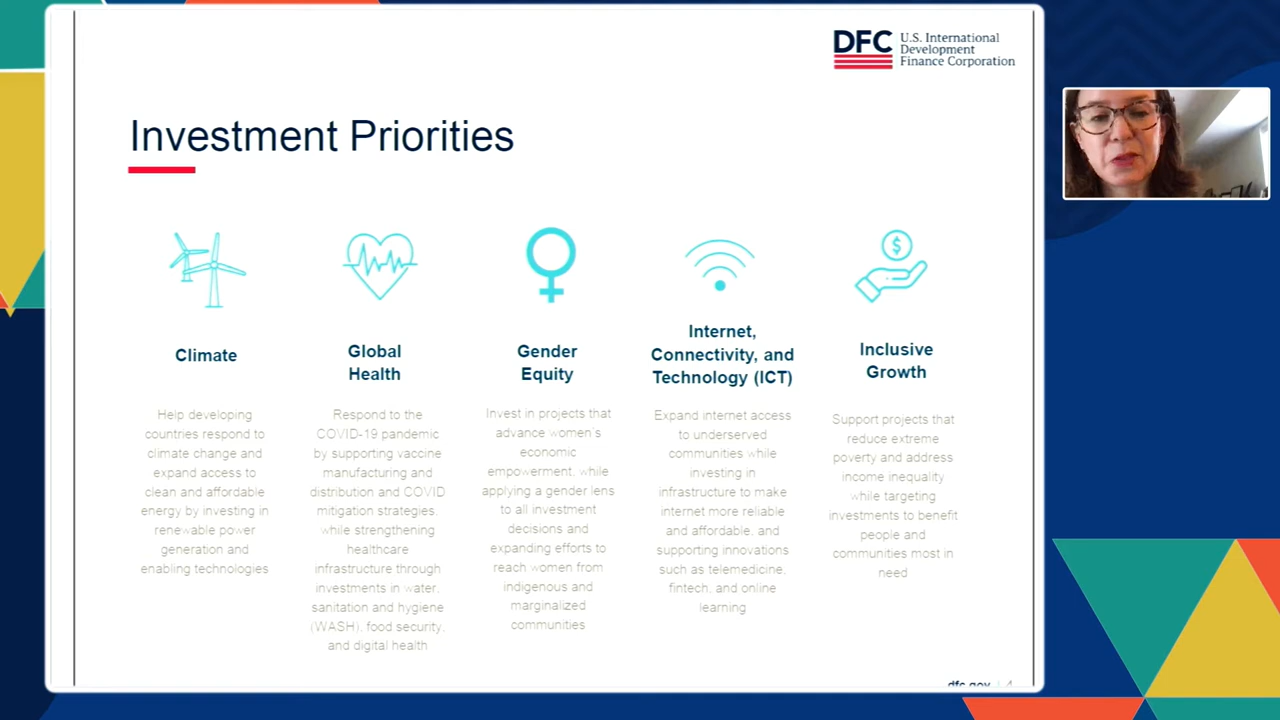 DFC
U.S. International
Development
Finance Corporation
Investment Priorities
Climate
Help developing
countries respond to
climate change and
expand access to
clean and affordable
energy by investing in
renewable power
generation and
enabling technologies
Global
Health
Respond to the
COVID-19 pandemic
by supporting vaccine
manufacturing and
distribution and COVID
mitigation strategies,
while strengthening
healthcare
infrastructure through
investments in water,
sanitation and hygiene
(WASH), food security,
and digital health
Gender
Equity
Invest in projects that
advance women's
economic
empowerment, while
applying a gender lens
to all investment
decisions and
expanding efforts to
reach women from
indigenous and
marginalized
communities
Internet,
Connectivity, and
Technology (ICT)
Expand internet access
to underserved
communities while
investing in
infrastructure to make
internet more reliable
and affordable, and
supporting innovations
such as telemedicine,
fintech, and online
learning
Inclusive
Growth
Support projects that
reduce extreme
poverty and address
income inequality
while targeting
investments to benefit
people and
communities most in
need
$
dfc.gov | 4